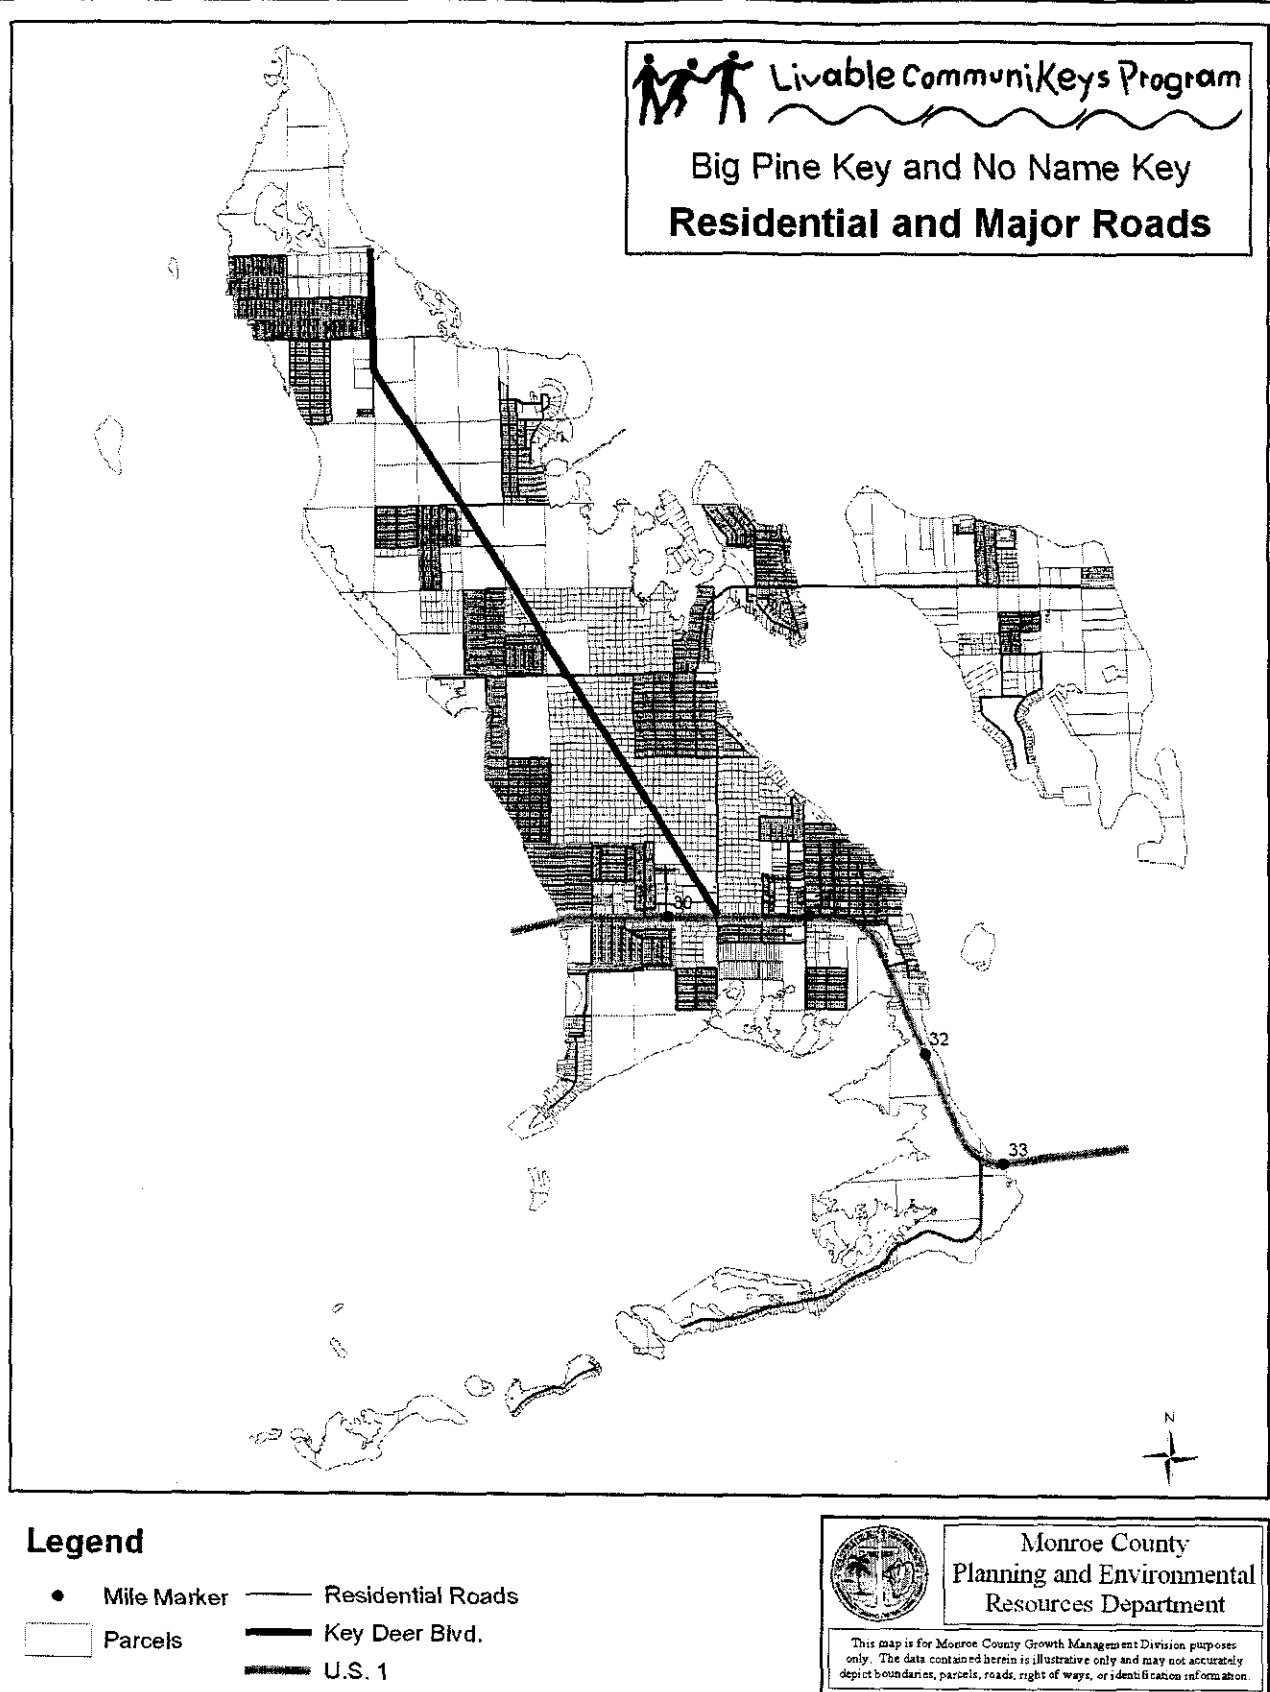 Livable CommuniKeys Program
Big Pine Key and No Name Key
Residential and Major Roads
30
32
33
N
Legend
Mile Marker
Residential Roads
Parcels
Key Deer Blvd.
U.S. 1
Monroe County
Planning and Environmental
Resources Department
This map is for Monroe County Growth Management Division purposes
only. The data contained herein is illustrative only and may not accurately
depict boundaries, parcels, roads, right of ways, or identification information.